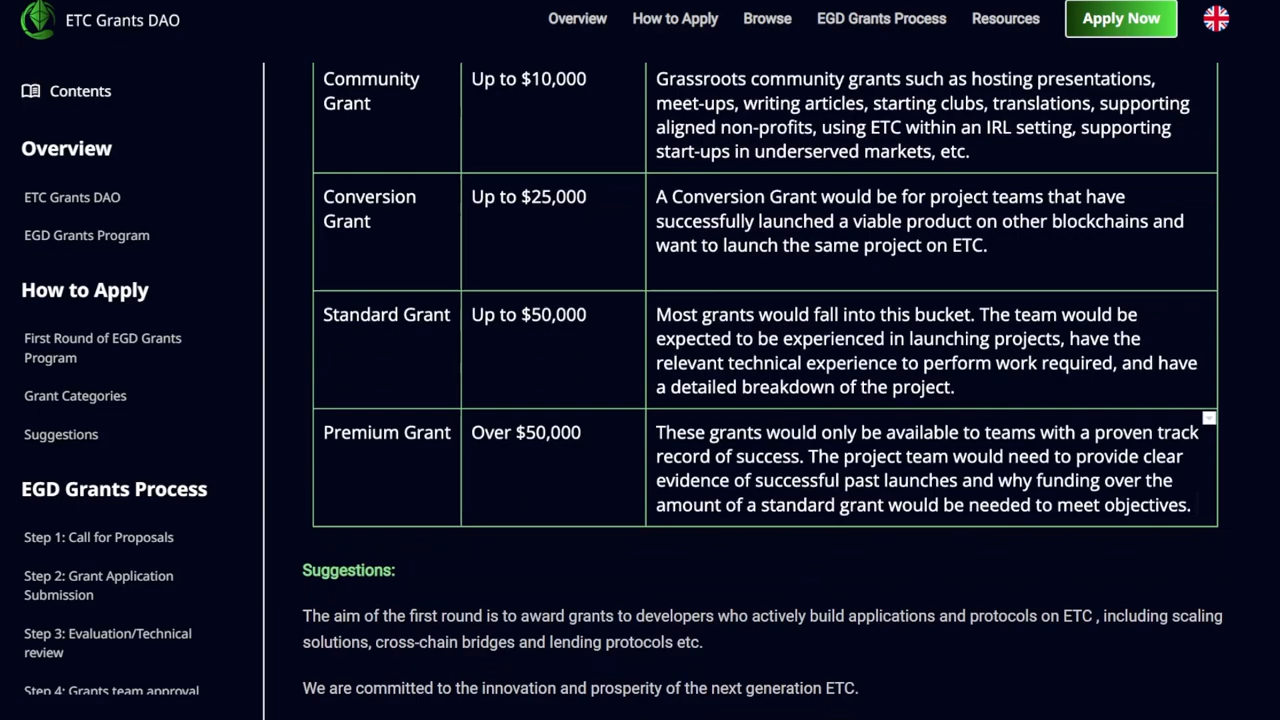 ETC Grants DAO
Overview
How to Apply
Browse
EGD Grants Process
Resources
Apply Now
Contents
Overview
ETC Grants DAO
EGD Grants Program
How to Apply
First Round of EGD Grants
Program
Grant Categories
Suggestions
EGD Grants Process
Step 1: Call for Proposals
Step 2: Grant Application
Submission
Step 3: Evaluation/Technical
review
Step 4: Grants team approval
Community
Grant
Up to $10,000
Grassroots community grants such as hosting presentations,
meet-ups, writing articles, starting clubs, translations, supporting
aligned non-profits, using ETC within an IRL setting, supporting
start-ups in underserved markets, etc.
Conversion
Grant
Up to $25,000
A Conversion Grant would be for project teams that have
successfully launched a viable product on other blockchains and
want to launch the same project on ETC.
Standard Grant
Up to $50,000
Most grants would fall into this bucket. The team would be
expected to be experienced in launching projects, have the
relevant technical experience to perform work required, and have
a detailed breakdown of the project.
Premium Grant
Over $50,000
These grants would only be available to teams with a proven track
record of success. The project team would need to provide clear
evidence of successful past launches and why funding over the
amount of a standard grant would be needed to meet objectives.
Suggestions:
The aim of the first round is to award grants to developers who actively build applications and protocols on ETC , including scaling
solutions, cross-chain bridges and lending protocols etc.
We are committed to the innovation and prosperity of the next generation ETC.